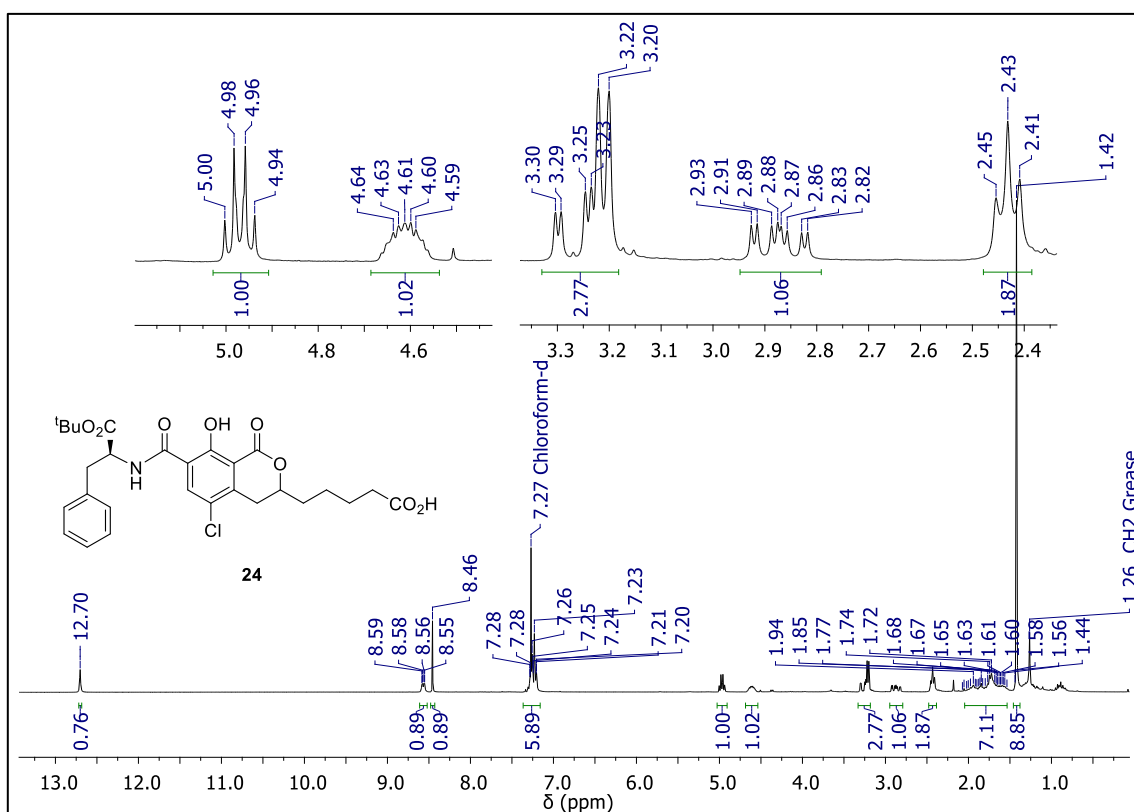 5.00 4.98 4.96 4.94
4.64 4.63 4.61 4.60 4.59
3.30 3.29 3.25 3.23 3.22 3.20
2.93 2.91 2.89 2.88 2.87 2.86 2.83 2.82
2.45 2.43 2.41 1.42
1.00 1.02 2.77 1.06 1.87
5.0 4.8 4.6
3.3 3.2 3.1 3.0 2.9 2.8 2.7 2.6 2.5 2.4
tBuO2C O OH O
N
H
O
Cl
CO2H
24
12.70
8.59 8.58 8.56 8.55 8.46
7.28 7.28 7.27 Chloroform-d 7.26 7.25 7.24 7.23 7.21 7.20
1.94 1.85 1.77 1.74 1.72 1.68 1.67 1.65 1.63 1.61 1.60 1.58 1.56 1.44
1.26 CH2 Grease
0.76 0.89 0.89 5.89 1.00 1.02 2.77 1.06 1.87 7.11 8.85
13.0 12.0 11.0 10.0 9.0 8.0 7.0 6.0 5.0 4.0 3.0 2.0 1.0
δ (ppm)